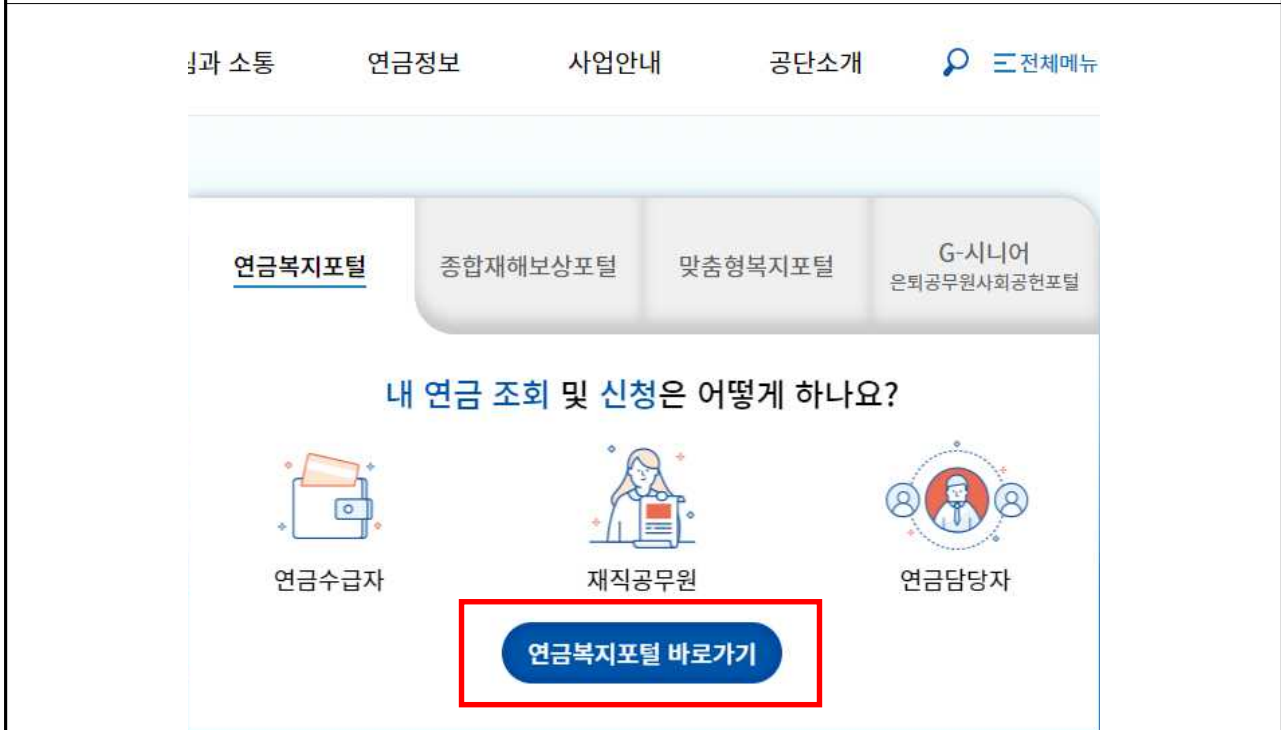 과 소통 연금정보 사업안내 공단소개 전체메뉴
연금복지포털 종합재해보상포털 맞춤형복지포털 G-시니어
은퇴공무원사회공헌포털
내 연금 조회 및 신청은 어떻게 하나요?
연금수급자 재직공무원 연금담당자
연금복지포털 바로가기